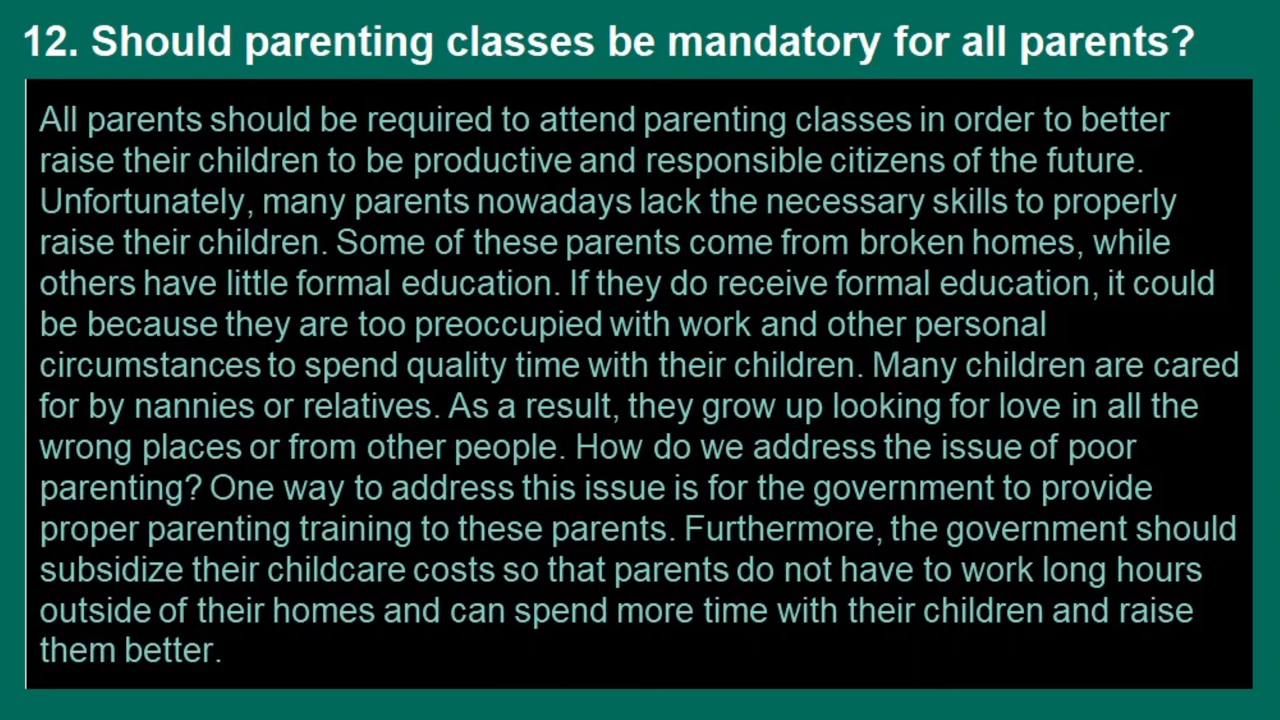 12. Should parenting classes be mandatory for all parents?
All parents should be required to attend parenting classes in order to better
raise their children to be productive and responsible citizens of the future.
Unfortunately, many parents nowadays lack the necessary skills to properly
raise their children. Some of these parents come from broken homes, while
others have little formal education. If they do receive formal education, it could
be because they are too preoccupied with work and other personal
circumstances to spend quality time with their children. Many children are cared
for by nannies or relatives. As a result, they grow up looking for love in all the
wrong places or from other people. How do we address the issue of poor
parenting? One way to address this issue is for the government to provide
proper parenting training to these parents. Furthermore, the government should
subsidize their childcare costs so that parents do not have to work long hours
outside of their homes and can spend more time with their children and raise
them better.